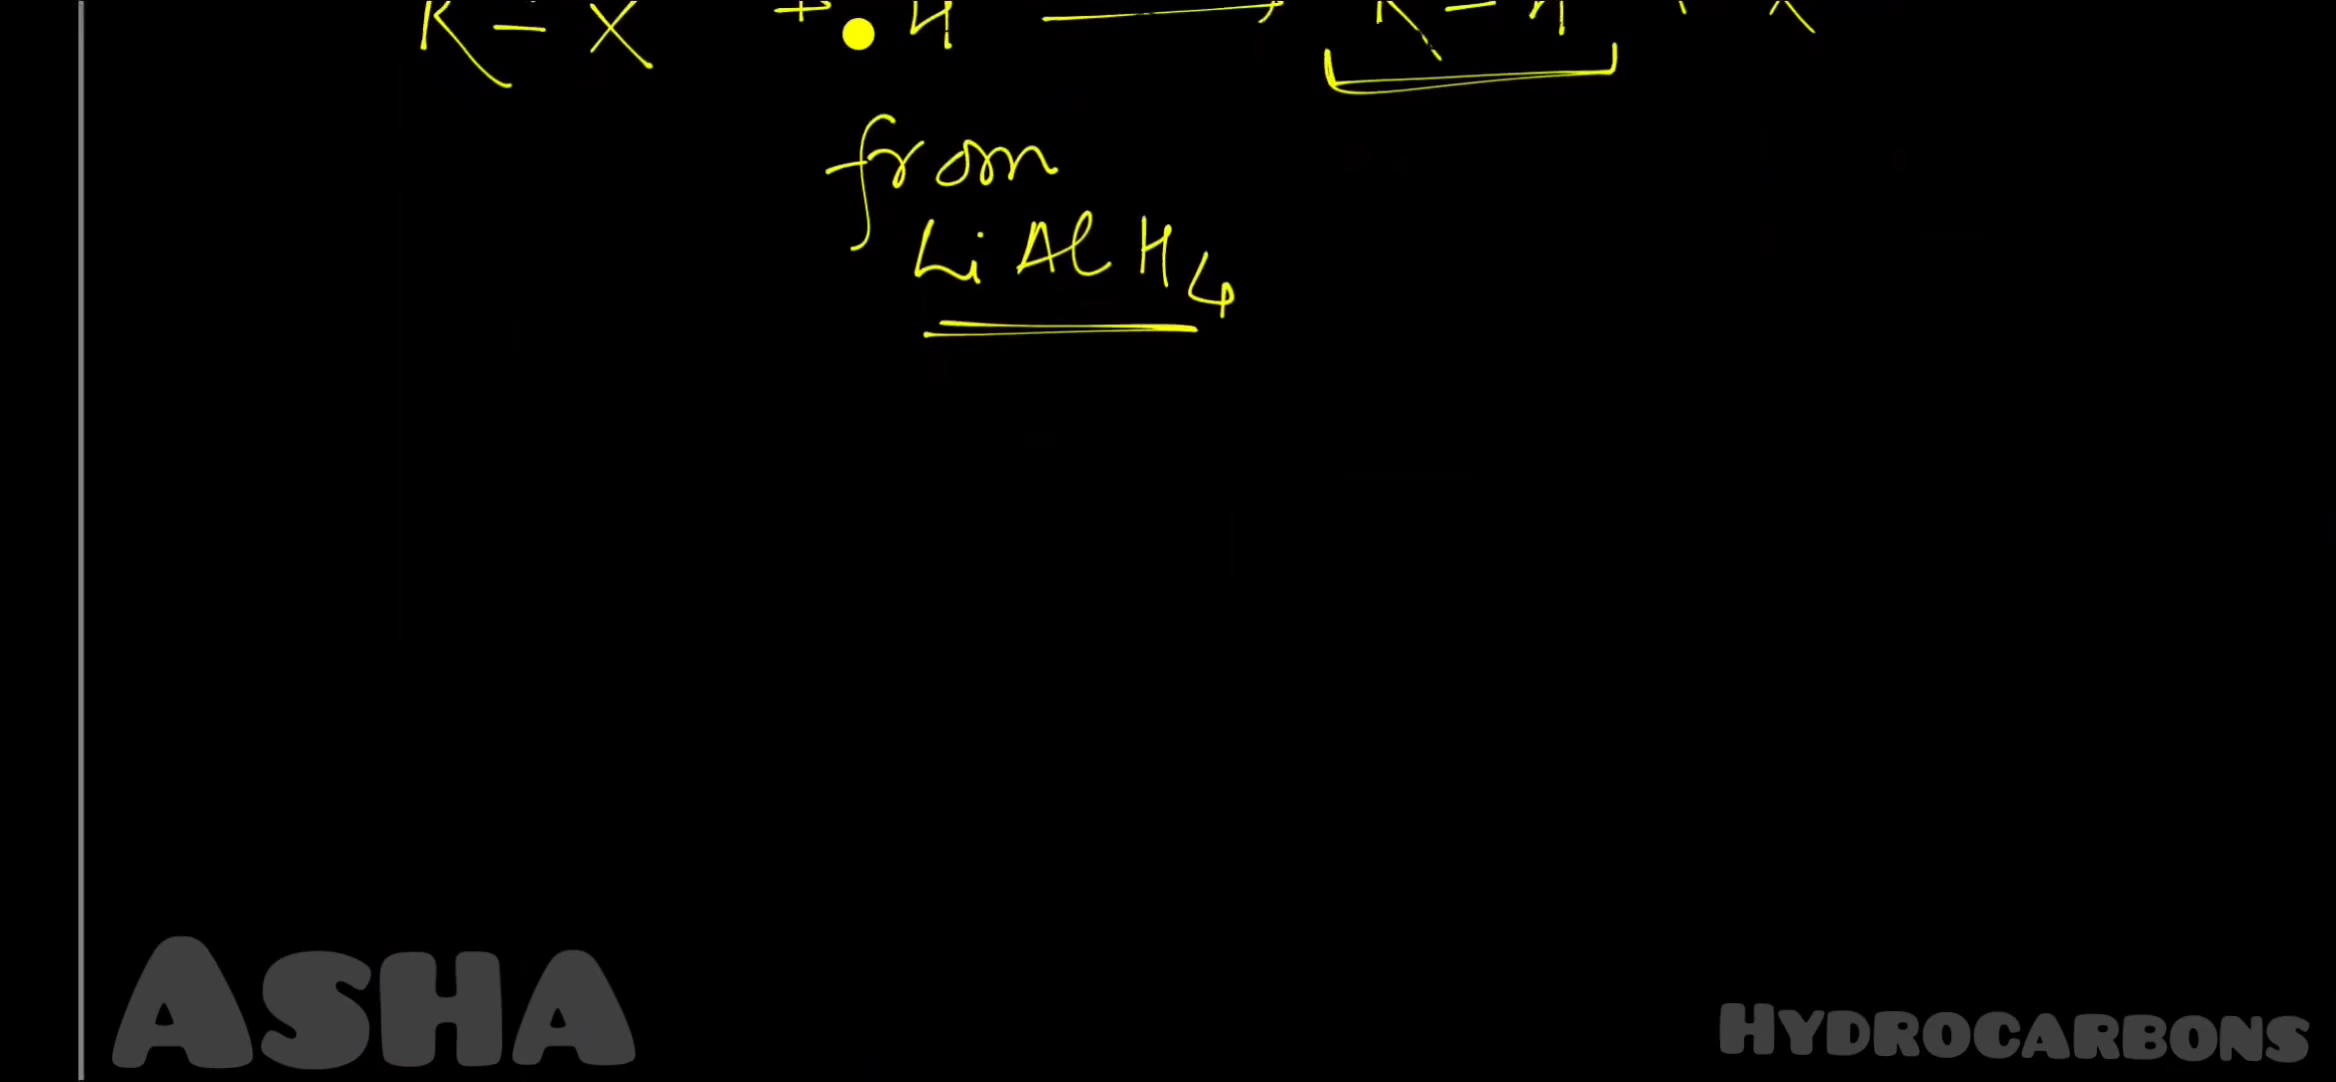 R - X + H → R - H + X
from
LiAlH4
ASHA
HYDROCARBONS